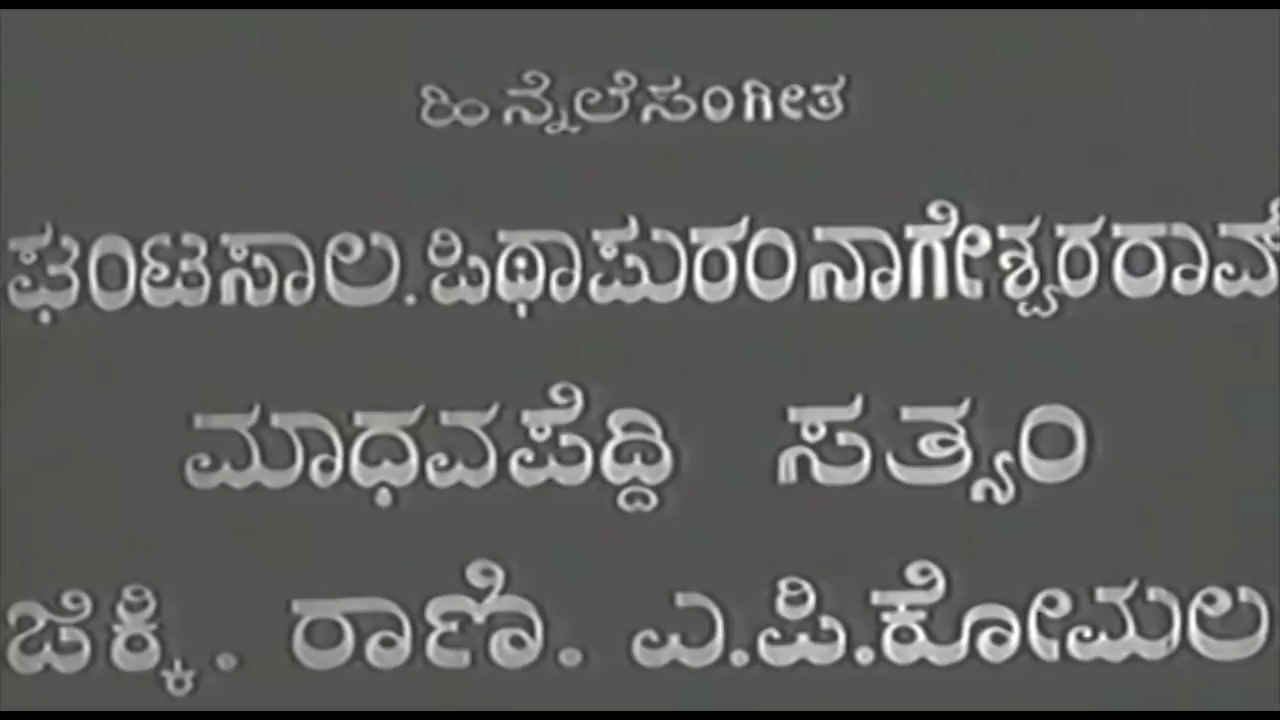 ಹಿನ್ನೆಲೆಸಂಗೀತ
ಘಂಟಸಾಲ. ಪಿಥಾಪುರಂ ನಾಗೇಶ್ವರರಾವ್
ಮಾಧವಪೆದ್ದಿ ಸತ್ಯಂ
ಜಿಕ್ಕಿ. ರಾಣಿ. ಎ.ಪಿ.ಕೋಮಲ